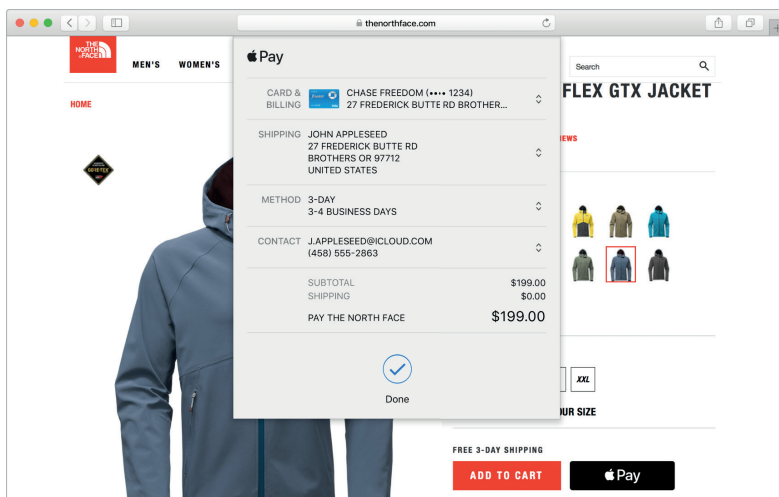 thenorthface.com
THE
NORTH
FACE
MEN'S WOMEN'S
Search
HOME
GORE-TEX
FLEX GTX JACKET
Pay
CARD & BILLING
CHASE FREEDOM (•••• 1234)
27 FREDERICK BUTTE RD BROTHER...
SHIPPING
JOHN APPLESEED
27 FREDERICK BUTTE RD
BROTHERS OR 97712
UNITED STATES
METHOD
3-DAY
3-4 BUSINESS DAYS
CONTACT
J.APPLESEED@ICLOUD.COM
(458) 555-2863
SUBTOTAL $199.00
SHIPPING $0.00
PAY THE NORTH FACE $199.00
Done
XXL
FREE 3-DAY SHIPPING
ADD TO CART
Pay